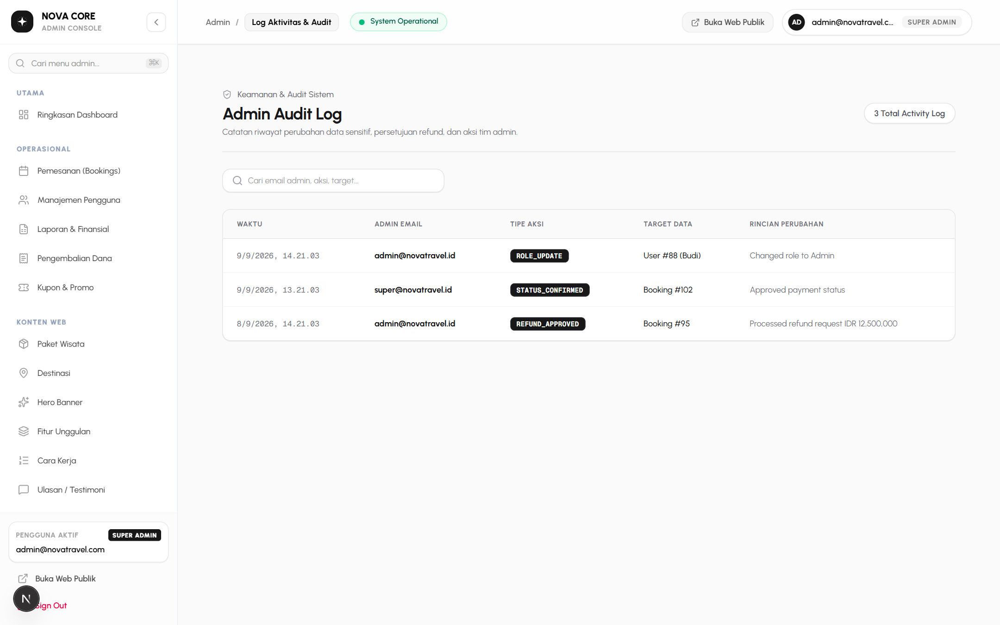 NOVA CORE
ADMIN CONSOLE
Cari menu admin...
⌘K
UTAMA
Ringkasan Dashboard
OPERASIONAL
Pemesanan (Bookings)
Manajemen Pengguna
Laporan & Finansial
Pengembalian Dana
Kupon & Promo
KONTEN WEB
Paket Wisata
Destinasi
Hero Banner
Fitur Unggulan
Cara Kerja
Ulasan / Testimoni
PENGGUNA AKTIF
SUPER ADMIN
admin@novatravel.com
Buka Web Publik
N
Sign Out
Admin / Log Aktivitas & Audit
System Operational
Buka Web Publik
AD
admin@novatravel.c...
SUPER ADMIN
Keamanan & Audit Sistem
Admin Audit Log
Catatan riwayat perubahan data sensitif, persetujuan refund, dan aksi tim admin.
3 Total Activity Log
Cari email admin, aksi, target...
WAKTU ADMIN EMAIL TIPE AKSI TARGET DATA RINCIAN PERUBAHAN
9/9/2026, 14.21.03 admin@novatravel.id ROLE_UPDATE User #88 (Budi) Changed role to Admin
9/9/2026, 13.21.03 super@novatravel.id STATUS_CONFIRMED Booking #102 Approved payment status
8/9/2026, 14.21.03 admin@novatravel.id REFUND_APPROVED Booking #95 Processed refund request IDR 12,500,000